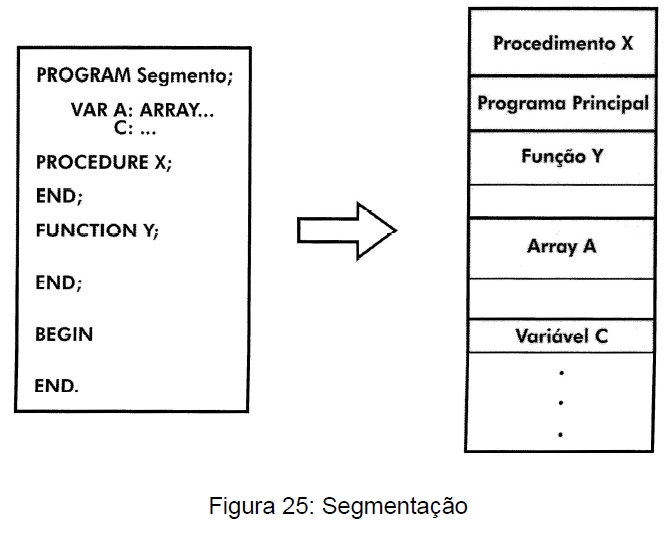 PROGRAM Segmento;
VAR A: ARRAY...
C: ...
PROCEDURE X;
END;
FUNCTION Y;
END;
BEGIN
END.
Procedimento X
Programa Principal
Função Y
Array A
Variável C
.
.
.
Figura 25: Segmentação